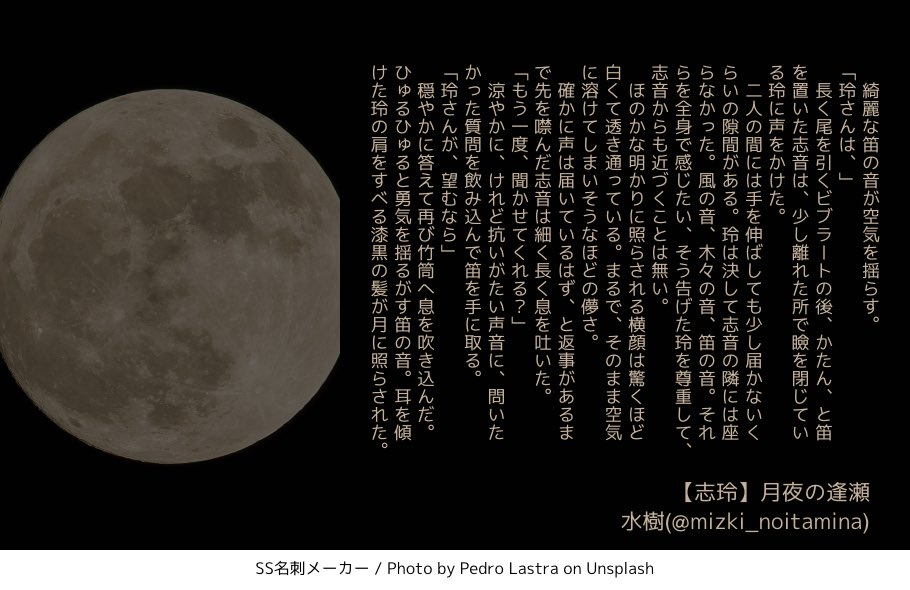 綺麗な笛の音が空気を揺らす。
「玲さんは、」
長く尾を引くビブラートの後、かたん、と笛
を置いた志音は、少し離れた所で瞼を閉じてい
る玲に声をかけた。
二人の間には手を伸ばしても少し届かないく
らいの隙間がある。玲は決して志音の隣には座
らなかった。風の音、木々の音、笛の音。それ
らを全身で感じたい、そう告げた玲を尊重して、
志音からも近づくことは無い。
ほのかな明かりに照らされる横顔は驚くほど
白くて透き通っている。まるで、そのまま空気
に溶けてしまいそうなほどの儚さ。
確かに声は届いているはず、と返事があるま
で先を噤んだ志音は細く長く息を吐いた。
「もう一度、聞かせてくれる？」
涼やかに、けれど抗いがたい声音に、問いた
かった質問を飲み込んで笛を手に取る。
「玲さんが、望むなら」
穏やかに答えて再び竹筒へ息を吹き込んだ。
ひゅるひゅると勇気を揺るがす笛の音。耳を傾
けた玲の肩をすべる漆黒の髪が月に照らされた。
【志玲】月夜の逢瀬
水樹(@mizki_noitamina)
SS名刺メーカー / Photo by Pedro Lastra on Unsplash